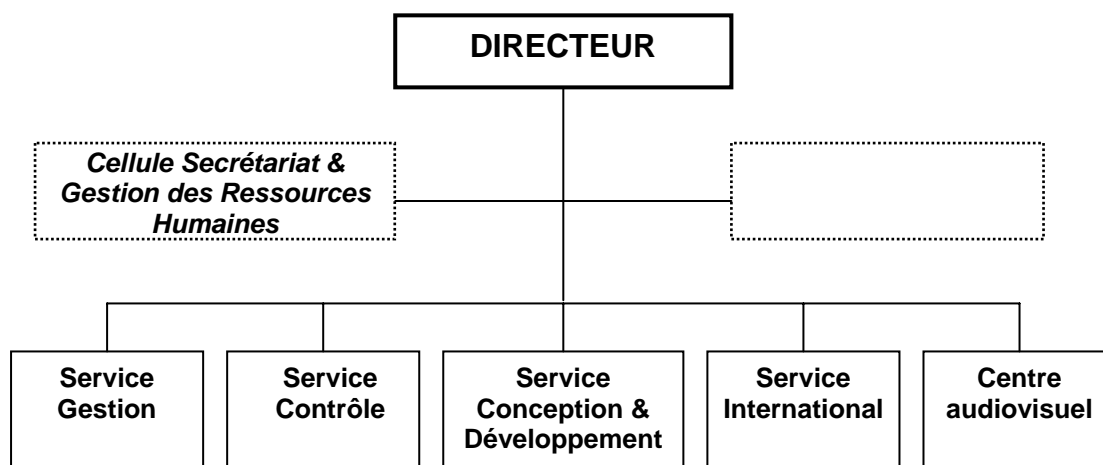 DIRECTEUR
Cellule Secrétariat &
Gestion des Ressources
Humaines
Service
Gestion
Service
Contrôle
Service
Conception &
Développement
Service
International
Centre
audiovisuel